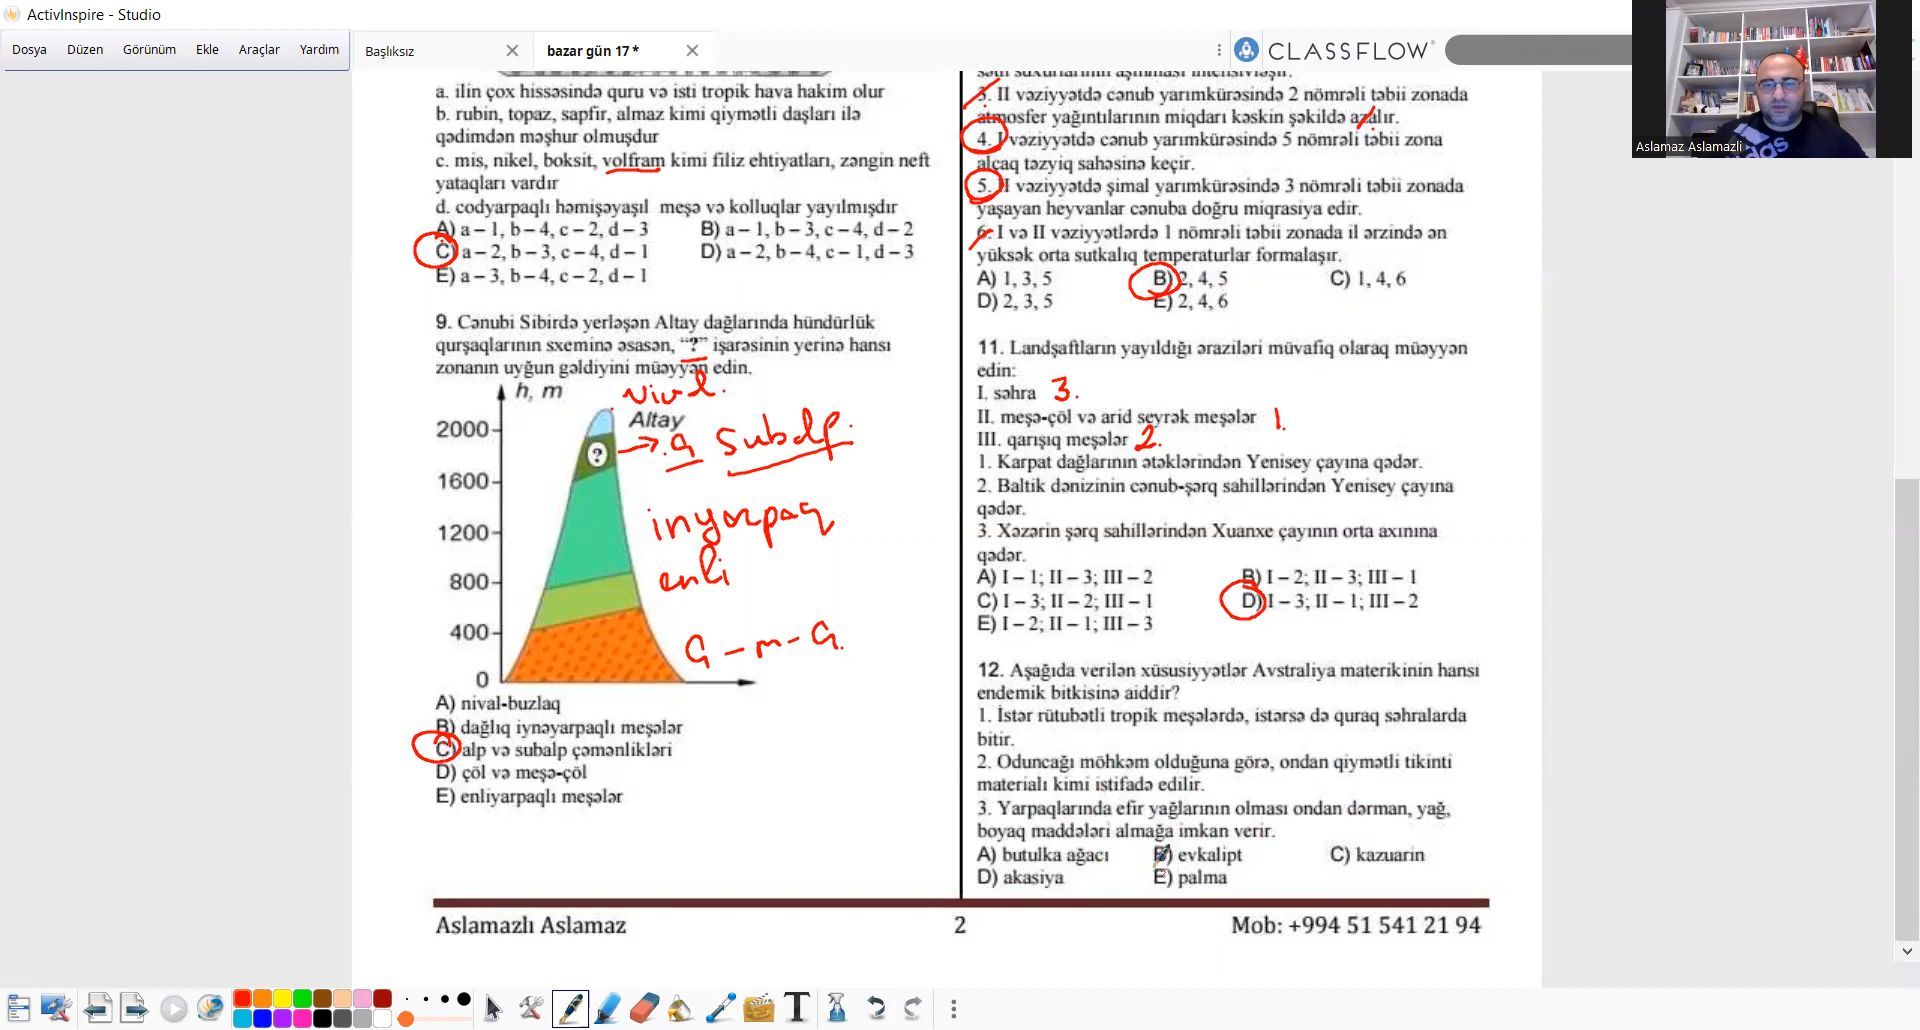 ActivInspire - Studio
Dosya Düzen Görünüm Ekle Araçlar Yardım
Başlıksız
bazar gün 17 *
CLASSFLOW
Aslamaz Aslamazli
a. ilin çox hissəsində quru və isti tropik hava hakim olur
b. rubin, topaz, sapfir, almaz kimi qiymətli daşları ilə
qədimdən məşhur olmuşdur
c. mis, nikel, boksit, volfram kimi filiz ehtiyatları, zəngin neft
yataqları vardır
d. codyarpaqlı həmişəyaşıl meşə və kolluqlar yayılmışdır
A) a – 1, b – 4, c – 2, d – 3 B) a – 1, b – 3, c – 4, d – 2
C) a – 2, b – 3, c – 4, d – 1 D) a – 2, b – 4, c – 1, d – 3
E) a – 3, b – 4, c – 2, d – 1
9. Cənubi Sibirdə yerləşən Altay dağlarında hündürlük
qurşaqlarının sxeminə əsasən, “?” işarəsinin yerinə hansı
zonanın uyğun gəldiyini müəyyən edin.
h, m
nival.
Altay
2000
?
a subalp.
1600
inyarpaq
1200
enli
800
400
G – m – G.
0
A) nival-buzlaq
B) dağlıq iynəyarpaqlı meşələr
C) alp və subalp çəmənlikləri
D) çöl və meşə-çöl
E) enliyarpaqlı meşələr
səth süxurlarının aşınması intensivləşir.
3. II vəziyyətdə cənub yarımkürəsində 2 nömrəli təbii zonada
atmosfer yağıntılarının miqdarı kəskin şəkildə azalır.
4. I vəziyyətdə cənub yarımkürəsində 5 nömrəli təbii zona
alçaq təzyiq sahəsinə keçir.
5. II vəziyyətdə şimal yarımkürəsində 3 nömrəli təbii zonada
yaşayan heyvanlar cənuba doğru miqrasiya edir.
6. I və II vəziyyətlərdə 1 nömrəli təbii zonada il ərzində ən
yüksək orta sutkalıq temperaturlar formalaşır.
A) 1, 3, 5 B) 2, 4, 5 C) 1, 4, 6
D) 2, 3, 5 E) 2, 4, 6
11. Landşaftların yayıldığı əraziləri müvafiq olaraq müəyyən
edin:
I. səhra 3.
II. meşə-çöl və arid seyrək meşələr 1.
III. qarışıq meşələr 2.
1. Karpat dağlarının ətəklərindən Yenisey çayına qədər.
2. Baltik dənizinin cənub-şərq sahillərindən Yenisey çayına
qədər.
3. Xəzərin şərq sahillərindən Xuanxe çayının orta axınına
qədər.
A) I – 1; II – 3; III – 2 B) I – 2; II – 3; III – 1
C) I – 3; II – 2; III – 1 D) I – 3; II – 1; III – 2
E) I – 2; II – 1; III – 3
12. Aşağıda verilən xüsusiyyətlər Avstraliya materikinin hansı
endemik bitkisinə aiddir?
1. İstər rütubətli tropik meşələrdə, istərsə də quraq səhralarda
bitir.
2. Oduncağı möhkəm olduğuna görə, ondan qiymətli tikinti
materialı kimi istifadə edilir.
3. Yarpaqlarında efir yağlarının olması ondan dərman, yağ,
boyaq maddələri almağa imkan verir.
A) butulka ağacı B) evkalipt C) kazuarin
D) akasiya E) palma
Aslamazlı Aslamaz 2 Mob: +994 51 541 21 94